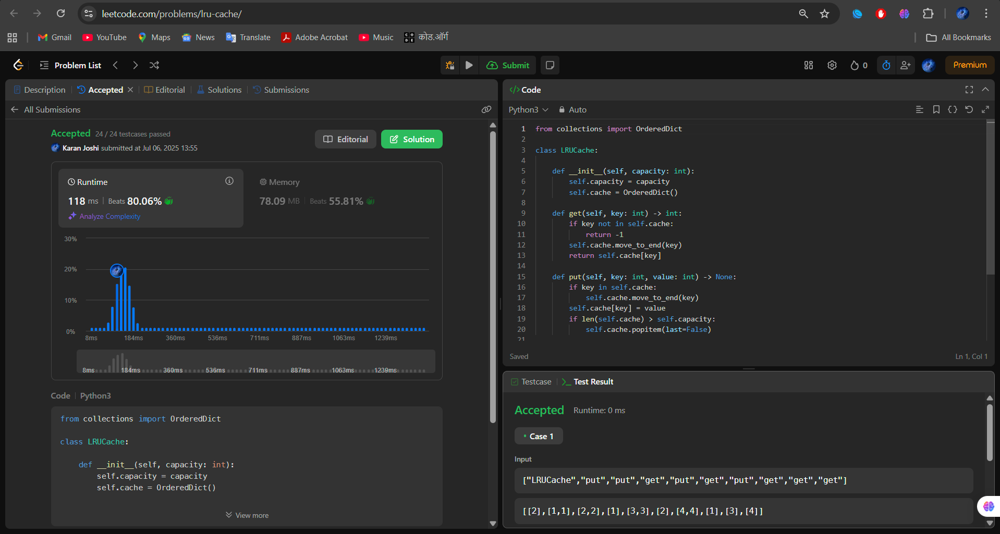 leetcode.com/problems/lru-cache/
Gmail YouTube Maps News Translate Adobe Acrobat Music कोड.ऑर्ग All Bookmarks
Problem List Submit 0 Premium
Description Accepted Editorial Solutions Submissions
All Submissions
Accepted 24 / 24 testcases passed
Karan Joshi submitted at Jul 06, 2025 13:55
Editorial Solution
Runtime
118 ms Beats 80.06%
Analyze Complexity
Memory
78.09 MB Beats 55.81%
30%
20%
10%
0%
8ms 184ms 360ms 536ms 711ms 887ms 1063ms 1239ms
8ms 184ms 360ms 536ms 711ms 887ms 1063ms 1239ms
Code Python3
from collections import OrderedDict
class LRUCache:
def __init__(self, capacity: int):
self.capacity = capacity
self.cache = OrderedDict()
View more
</> Code
Python3 Auto
1 from collections import OrderedDict
2
3 class LRUCache:
4
5 def __init__(self, capacity: int):
6 self.capacity = capacity
7 self.cache = OrderedDict()
8
9 def get(self, key: int) -> int:
10 if key not in self.cache:
11 return -1
12 self.cache.move_to_end(key)
13 return self.cache[key]
14
15 def put(self, key: int, value: int) -> None:
16 if key in self.cache:
17 self.cache.move_to_end(key)
18 self.cache[key] = value
19 if len(self.cache) > self.capacity:
20 self.cache.popitem(last=False)
21
Saved Ln 1, Col 1
Testcase Test Result
Accepted Runtime: 0 ms
Case 1
Input
["LRUCache","put","put","get","put","get","put","get","get","get"]
[[2],[1,1],[2,2],[1],[3,3],[2],[4,4],[1],[3],[4]]